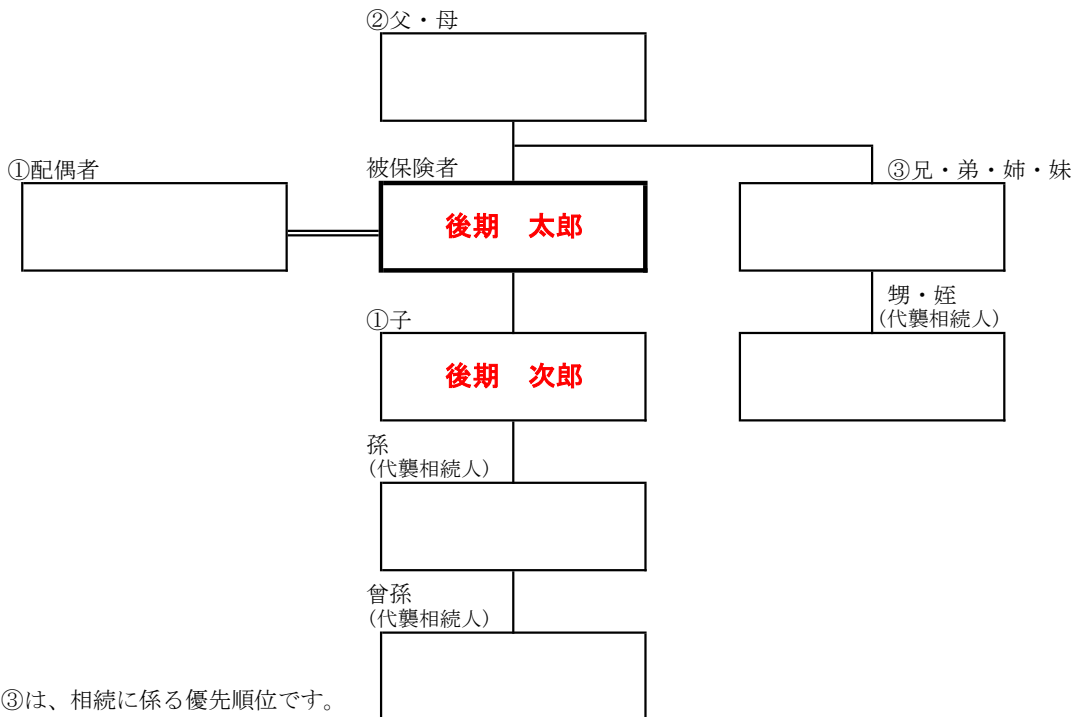 ②父・母
①配偶者
被保険者
③兄・弟・姉・妹
後期　太郎
甥・姪
(代襲相続人)
①子
後期　次郎
孫
(代襲相続人)
曾孫
(代襲相続人)
③は、相続に係る優先順位です。